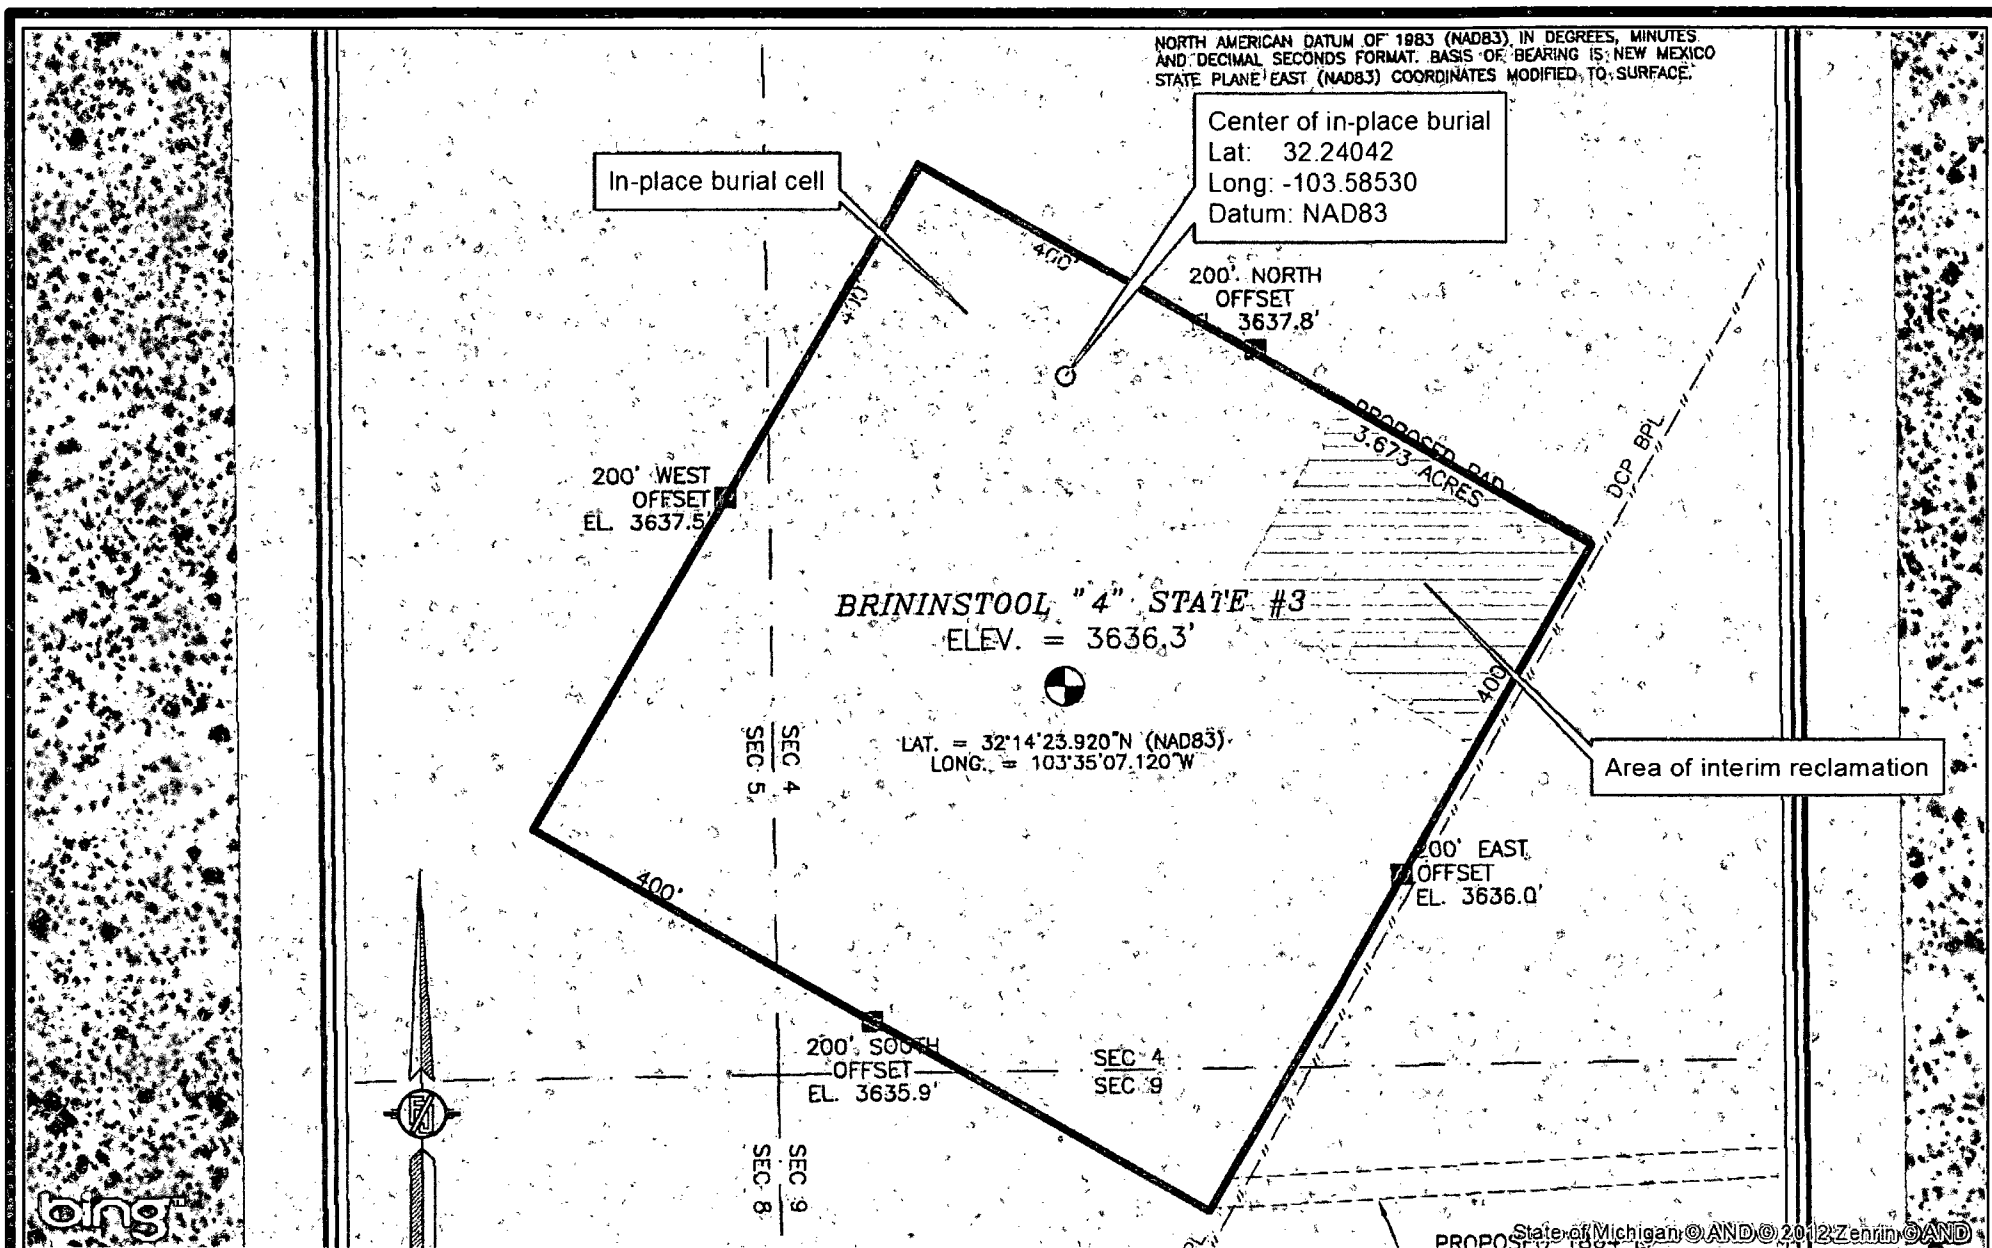 NORTH AMERICAN DATUM OF 1983 (NAD83) IN DEGREES, MINUTES
AND DECIMAL SECONDS FORMAT. BASIS OF BEARING IS NEW MEXICO
STATE PLANE EAST (NAD83) COORDINATES MODIFIED TO SURFACE.
Center of in-place burial
Lat: 32.24042
Long: -103.58530
Datum: NAD83
In-place burial cell
400'
400'
200' NORTH
OFFSET
EL. 3637.8'
PROPOSED PAD
3.673 ACRES
DCP BPL
200' WEST
OFFSET
EL. 3637.5'
BRININSTOOL "4" STATE #3
ELEV. = 3636.3'
400'
LAT. = 32°14'23.920"N (NAD83)
LONG. = 103°35'07.120"W
SEC 4
SEC 5
Area of interim reclamation
200' EAST
OFFSET
EL. 3636.0'
400'
200' SOUTH
OFFSET
EL. 3635.9'
SEC 4
SEC 9
SEC 9
SEC 8
bing
PROPOSED
State of Michigan © AND © 2012 Zenrin © AND